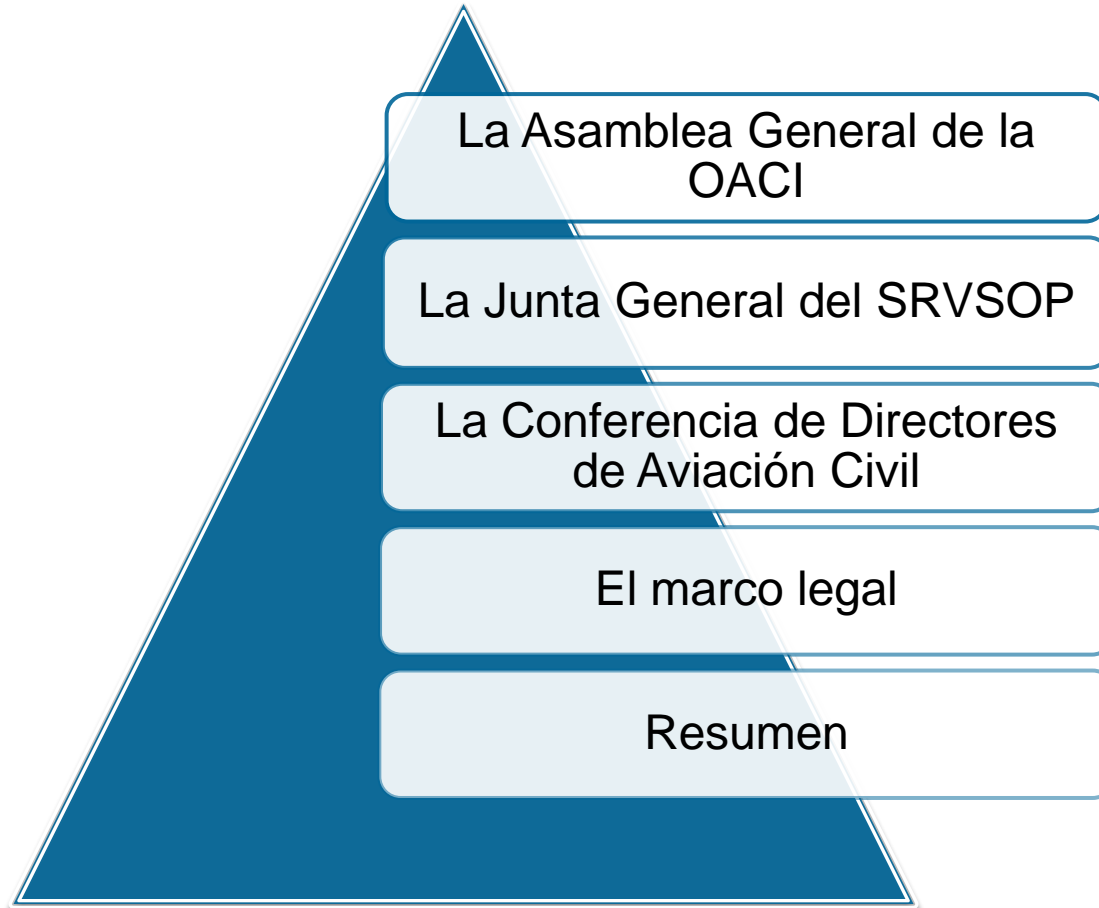 La Asamblea General de la
OACI
La Junta General del SRVSOP
La Conferencia de Directores
de Aviación Civil
El marco legal
Resumen